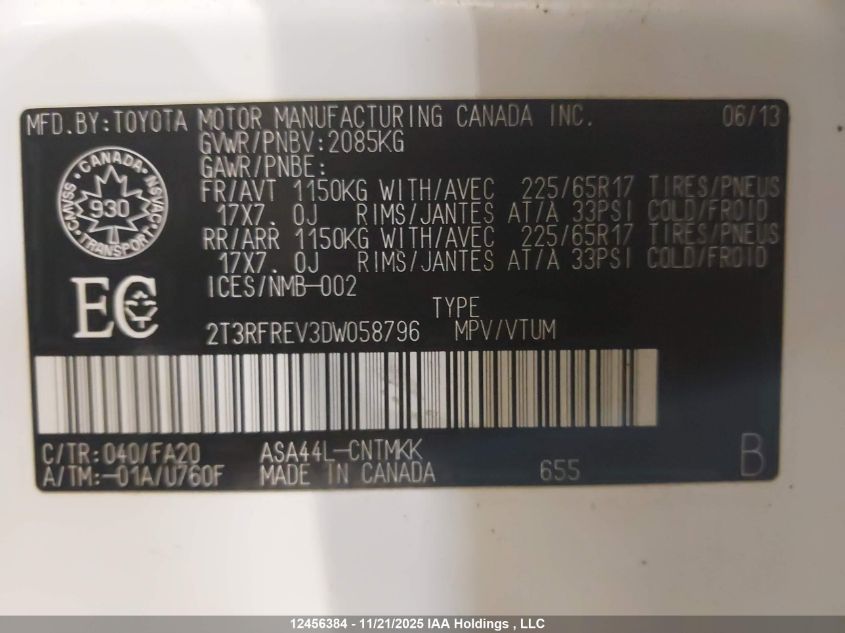 MFD.BY:TOYOTA MOTOR MANUFACTURING CANADA INC. 06/13
GVWR/PNBV:2085KG
GAWR/PNBE:
FR/AVT 1150KG WITH/AVEC 225/65R17 TIRES/PNEUS
17X7. 0J RIMS/JANTES AT/A 33PSI COLD/FROID
RR/ARR 1150KG WITH/AVEC 225/65R17 TIRES/PNEUS
17X7. 0J RIMS/JANTES AT/A 33PSI COLD/FROID
CANADA
CMVSS NSVAC
930
TRANSPORT
ICES/NMB-002
EC
TYPE
2T3RFREV3DW058796 MPV/VTUM
C/TR:040/FA20 ASA44L-CNTMKK
A/TM:-01A/U760F MADE IN CANADA 655 B
12456384 - 11/21/2025 IAA Holdings , LLC